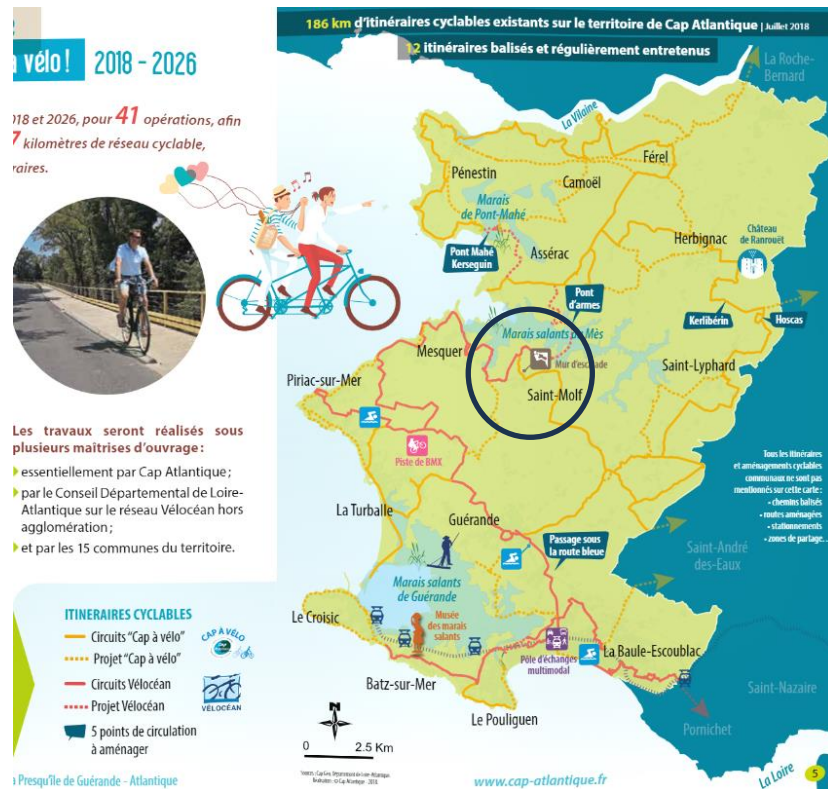 à vélo! 2018 - 2026
018 et 2026, pour 41 opérations, afin
7 kilomètres de réseau cyclable,
raires.
Les travaux seront réalisés sous
plusieurs maîtrises d'ouvrage :
essentiellement par Cap Atlantique ;
par le Conseil Départemental de Loire-
Atlantique sur le réseau Vélocéan hors
agglomération ;
et par les 15 communes du territoire.
ITINERAIRES CYCLABLES
Circuits "Cap à vélo"
Projet "Cap à vélo"
Circuits Vélocéan
Projet Vélocéan
5 points de circulation
à aménager
CAP À VÉLO
VÉLOCÉAN
a Presqu'île de Guérande - Atlantique
186 km d'itinéraires cyclables existants sur le territoire de Cap Atlantique | Juillet 2018
12 itinéraires balisés et régulièrement entretenus
La Roche-
Bernard
La Vilaine
Férel
Pénestin
Camoël
Marais
de Pont-Mahé
Herbignac
Château
de Ranrouët
Pont Mahé
Kerseguin
Assérac
Pont
d'armes
Kerlibérin
Hoscas
Marais salants du Mès
Mesquer
Mur d'escalade
Saint-Lyphard
Piriac-sur-Mer
Saint-Molf
Piste de BMX
Tous les itinéraires
et aménagements cyclables
communaux ne sont pas
mentionnés sur cette carte :
- chemins balisés
- routes aménagées
- stationnements
- zones de partage...
La Turballe
Guérande
Passage sous
la route bleue
Saint-André
des-Eaux
Marais salants
de Guérande
Le Croisic
Musée
des marais
salants
La Baule-Escoublac
Pôle d'échanges
multimodal
Batz-sur-Mer
Saint-Nazaire
Le Pouliguen
Pornichet
N
0 2.5 Km
www.cap-atlantique.fr
La Loire
5